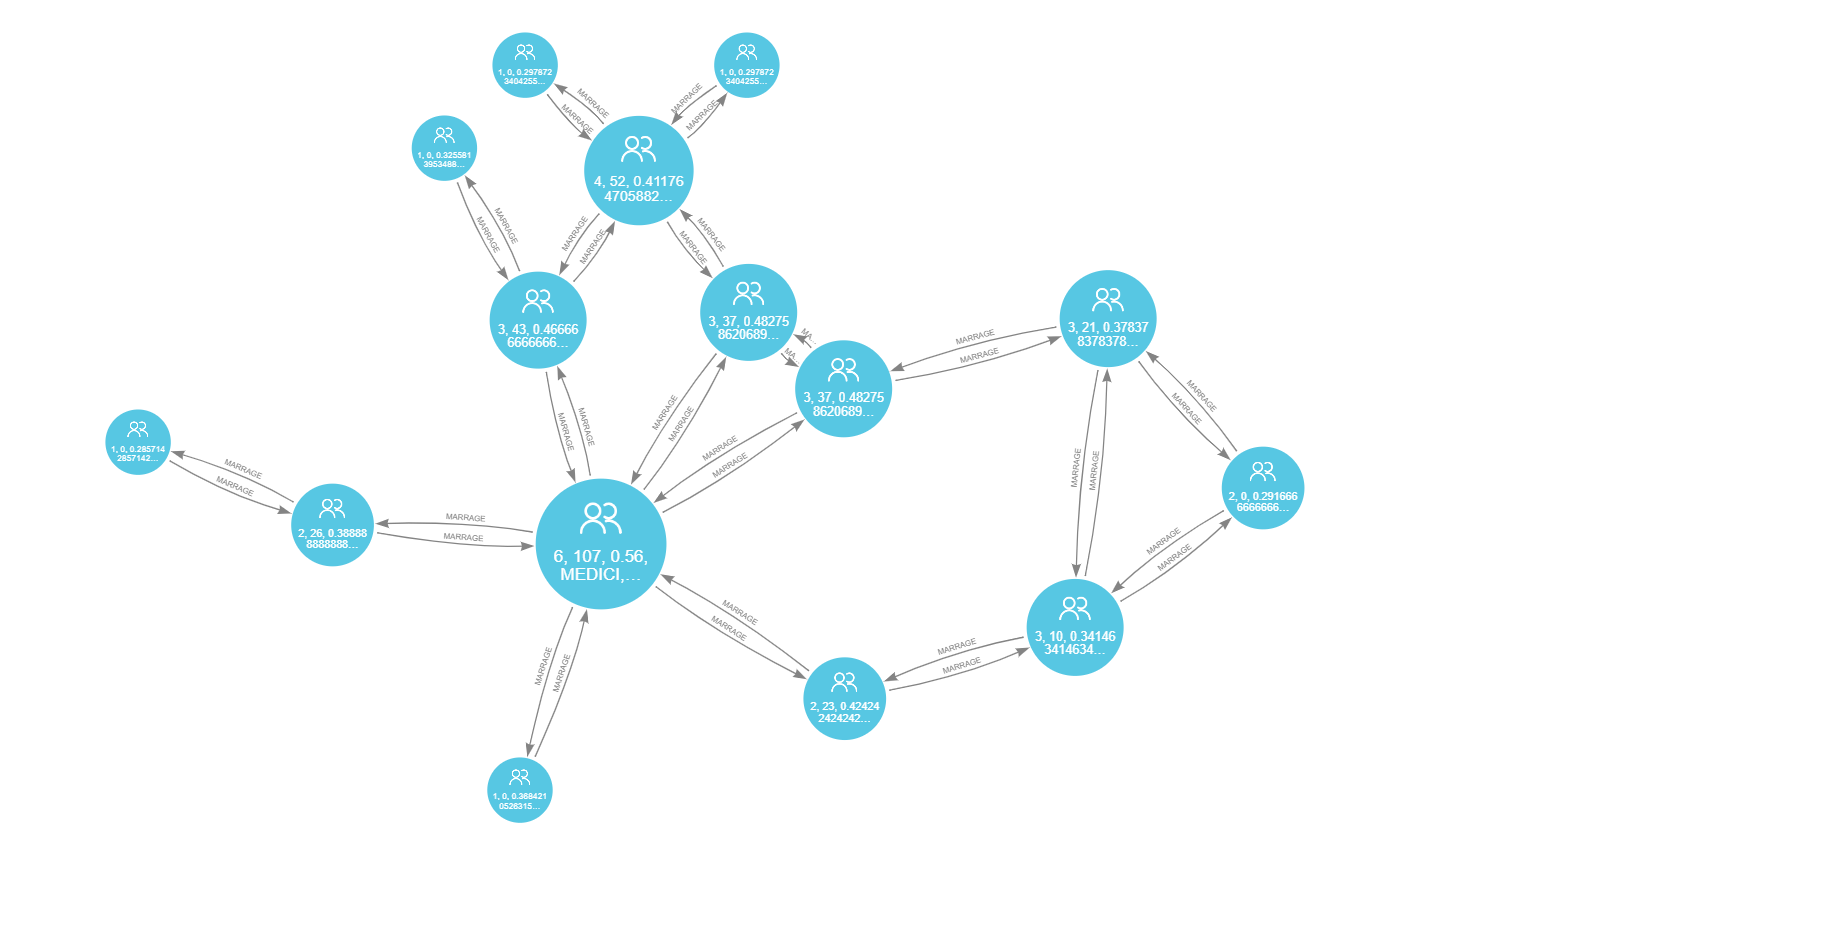 1, 0, 0.297872
3404255...
1, 0, 0.297872
3404255...
MARRAGE
MARRAGE
MARRAGE
MARRAGE
1, 0, 0.325581
3953488...
4, 52, 0.41176
4705882...
MARRAGE
MARRAGE
MARRAGE
MARRAGE
MARRAGE
MARRAGE
3, 43, 0.46666
6666666...
3, 37, 0.48275
8620689...
MA...
MA...
3, 37, 0.48275
8620689...
MARRAGE
MARRAGE
3, 21, 0.37837
8378378...
MARRAGE
MARRAGE
MARRAGE
MARRAGE
MARRAGE
MARRAGE
MARRAGE
MARRAGE
MARRAGE
MARRAGE
1, 0, 0.285714
2857142...
MARRAGE
MARRAGE
2, 26, 0.38888
8888888...
MARRAGE
MARRAGE
6, 107, 0.56,
MEDICI,...
2, 0, 0.291666
6666666...
MARRAGE
MARRAGE
3, 10, 0.34146
3414634...
MARRAGE
MARRAGE
MARRAGE
MARRAGE
2, 23, 0.42424
2424242...
MARRAGE
MARRAGE
1, 0, 0.368421
0526315...